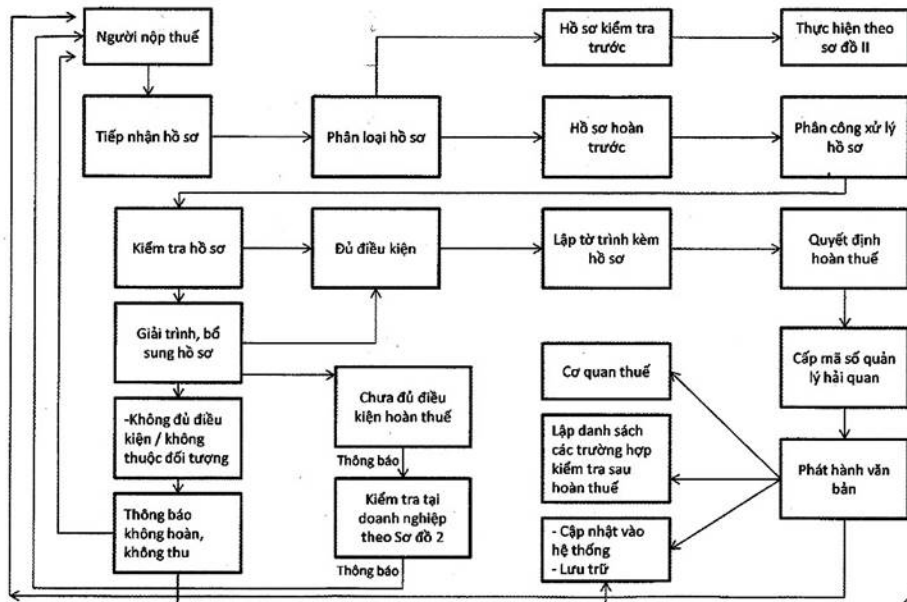 Người nộp thuế
Hồ sơ kiểm tra
trước
Thực hiện theo
sơ đồ II
Tiếp nhận hồ sơ
Phân loại hồ sơ
Hồ sơ hoàn
trước
Phân công xử lý
hồ sơ
Kiểm tra hồ sơ
Đủ điều kiện
Lập tờ trình kèm
hồ sơ
Quyết định
hoàn thuế
Giải trình, bổ
sung hồ sơ
Chưa đủ điều
kiện hoàn thuế
Cơ quan thuế
Cấp mã số quản
lý hải quan
-Không đủ điều
kiện / không
thuộc đối tượng
Thông báo
Lập danh sách
các trường hợp
kiểm tra sau
hoàn thuế
Phát hành văn
bản
Thông báo
không hoàn,
không thu
Kiểm tra tại
doanh nghiệp
theo Sơ đồ 2
Thông báo
- Cập nhật vào
hệ thống
- Lưu trữ